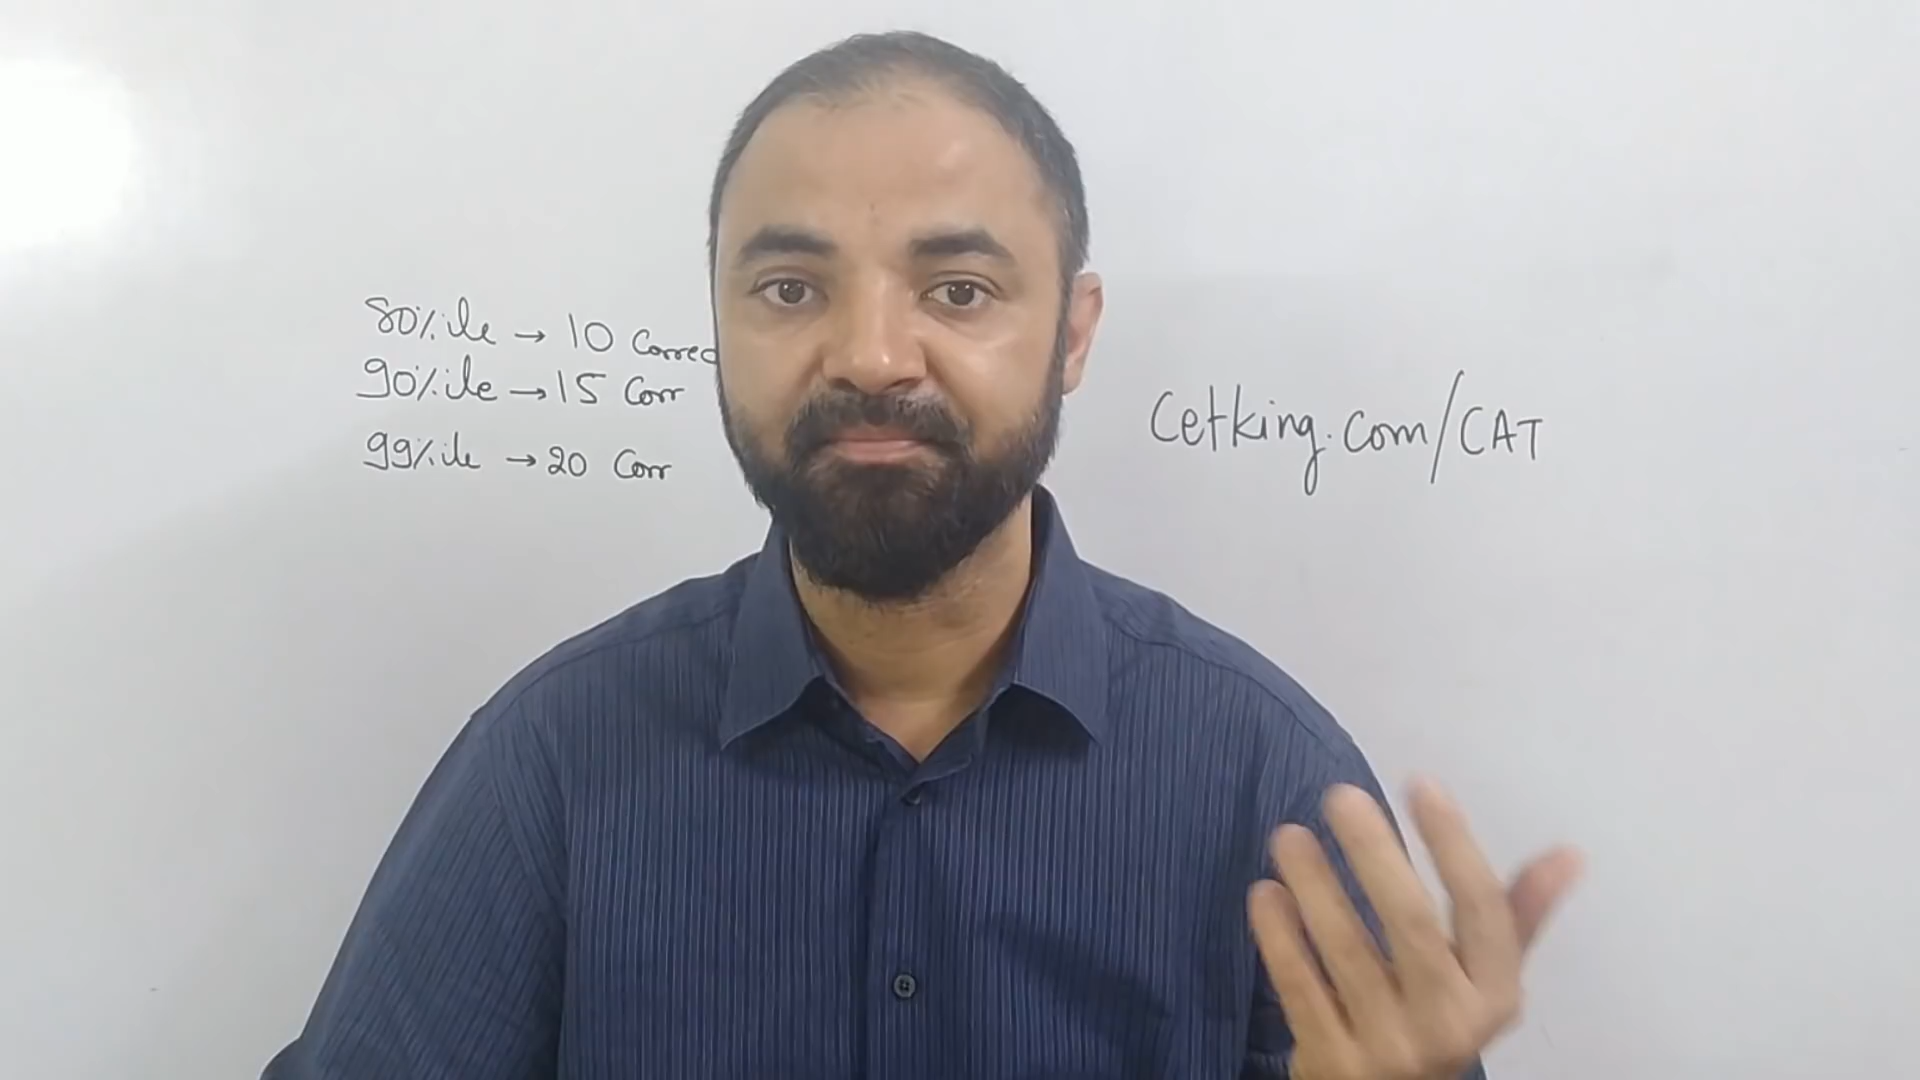 80%ile → 10 Correc
90%ile → 15 Corr
99%ile → 20 Corr
Cetking.com/CAT